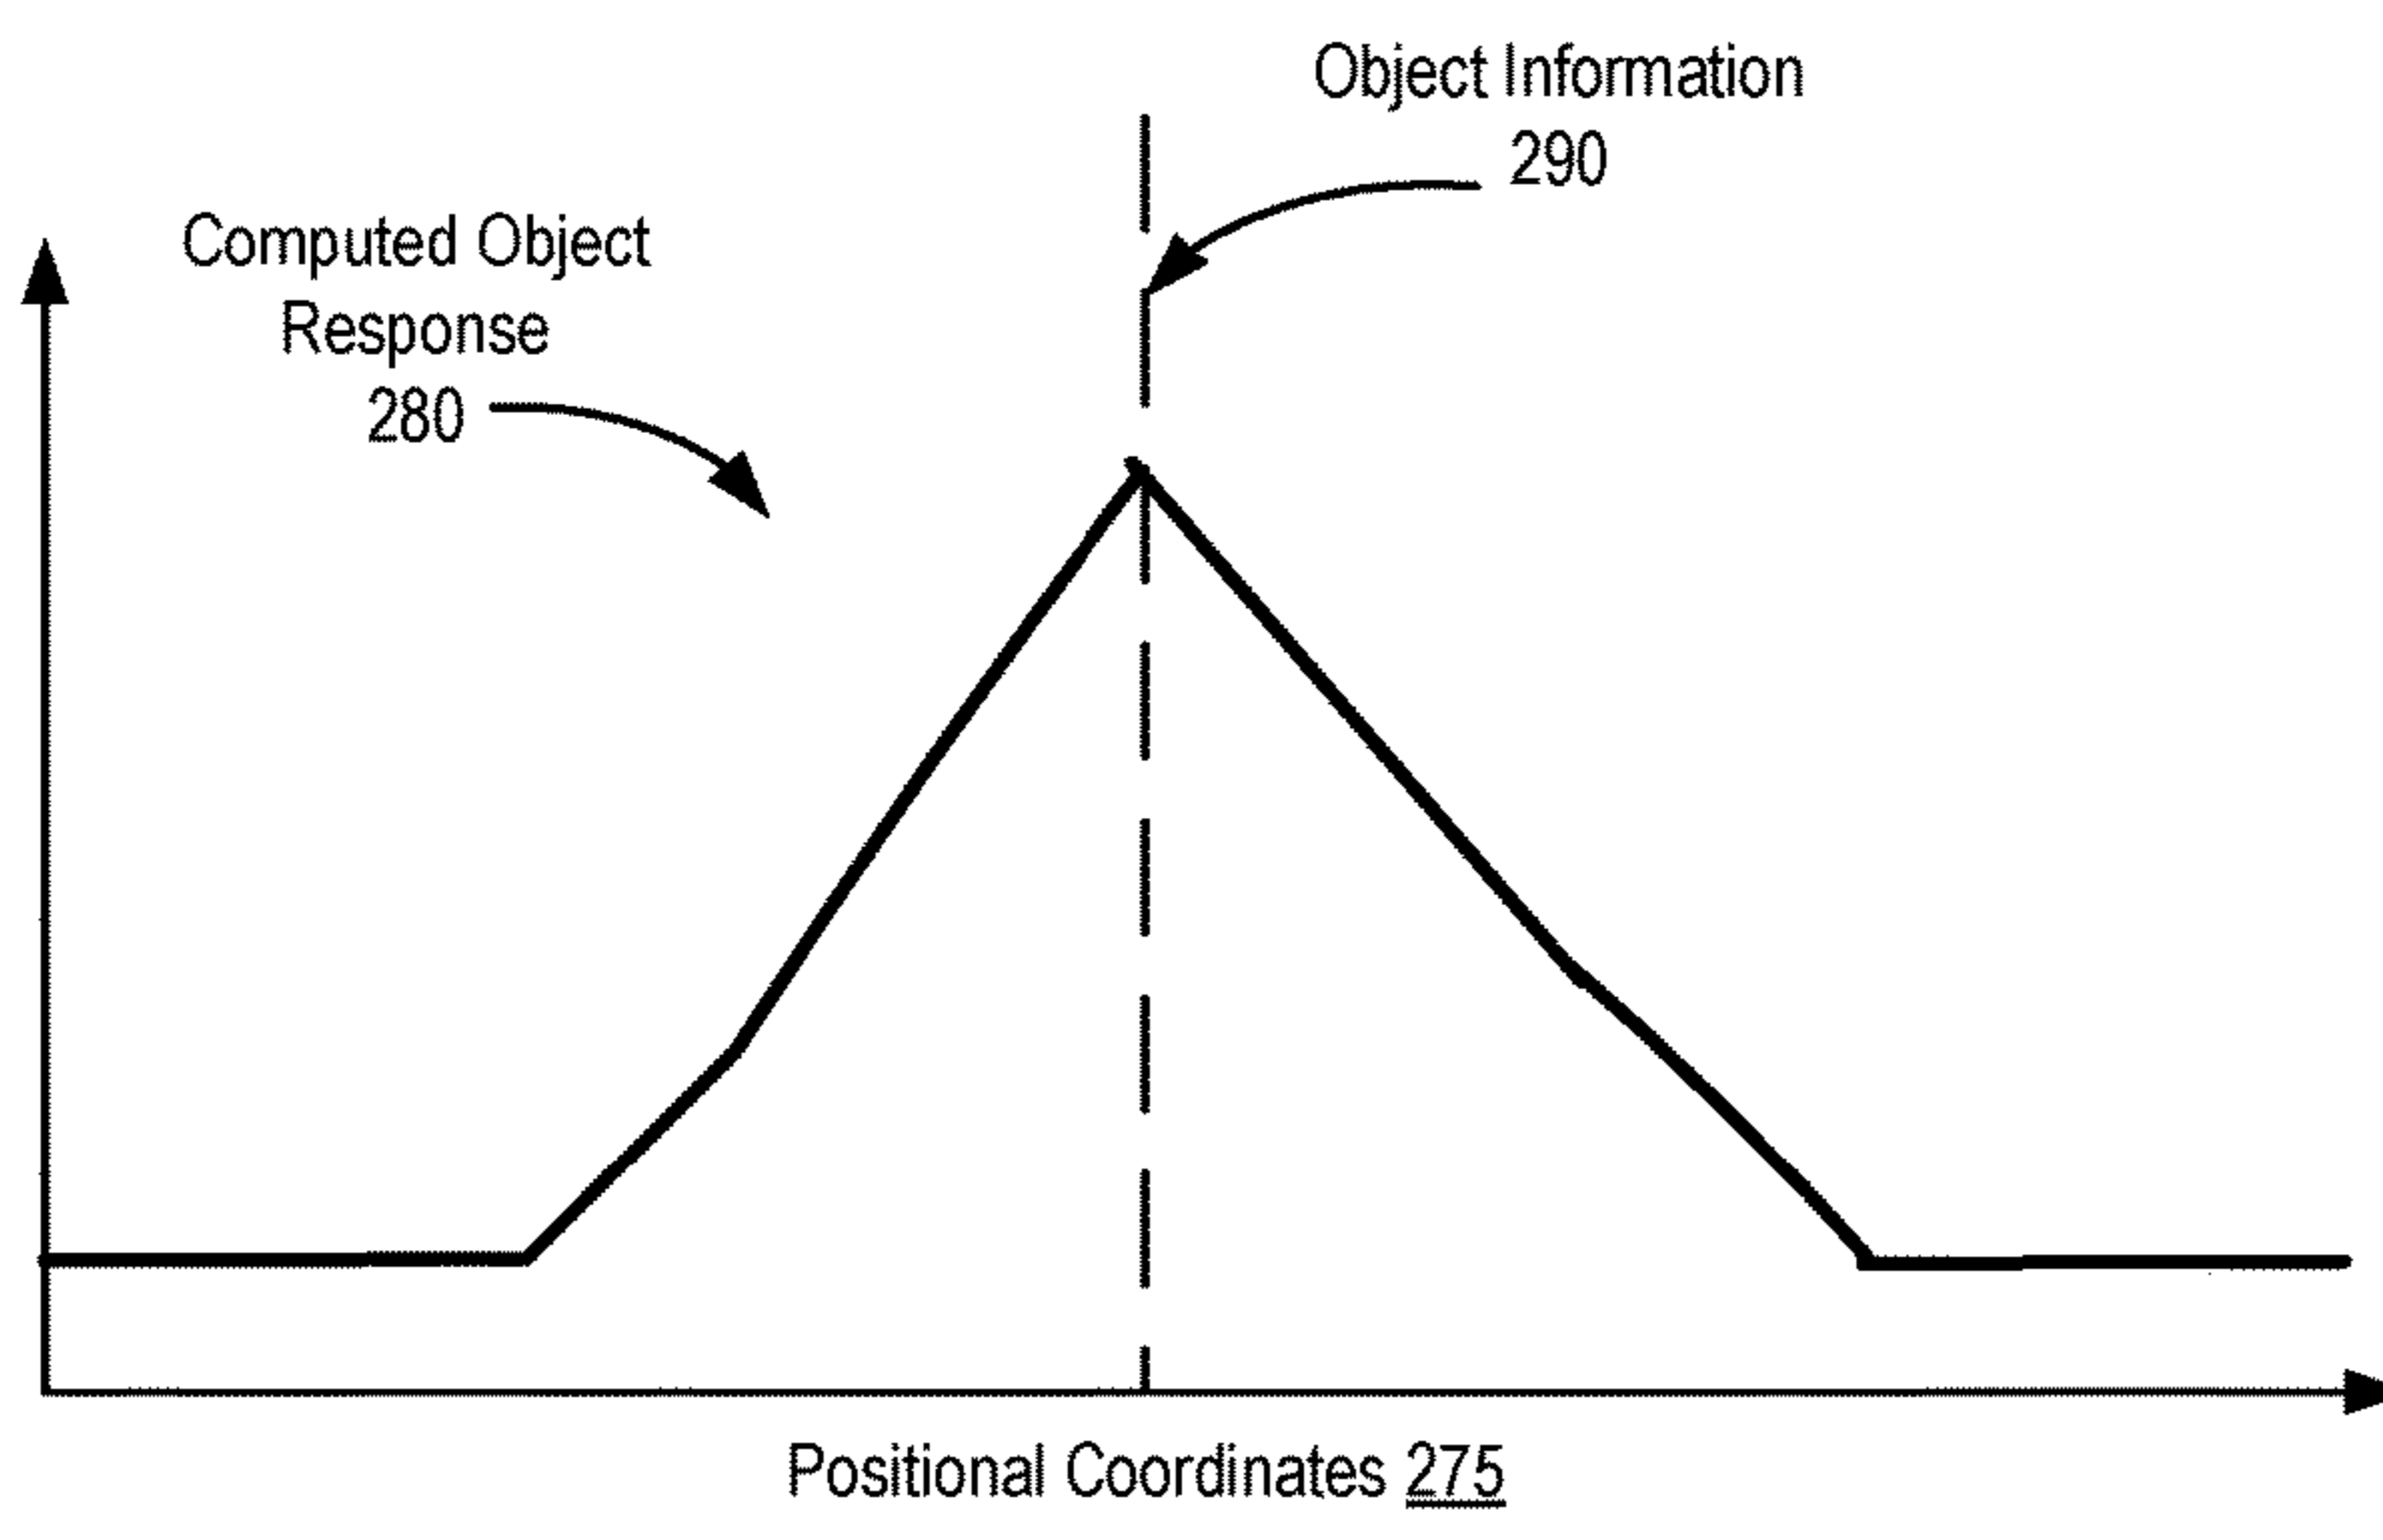 Object Information
290
Computed Object
Response
280
Positional Coordinates 275